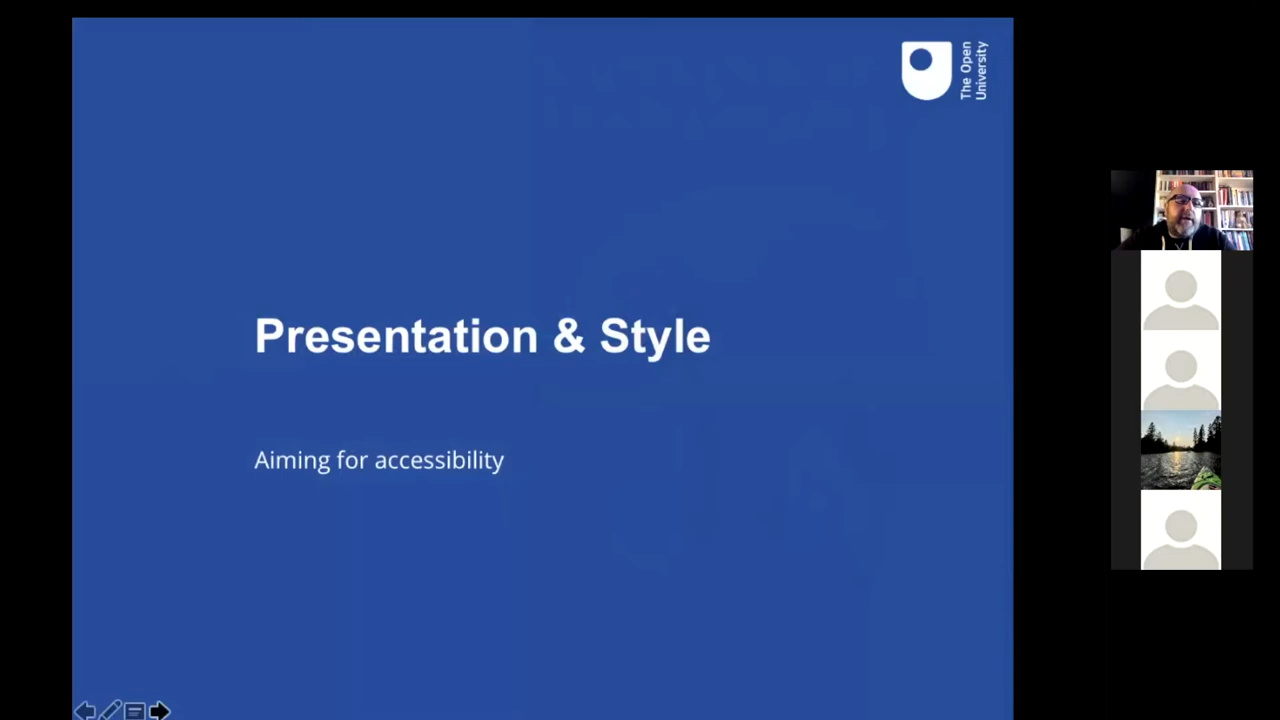 The Open
University
Presentation & Style
Aiming for accessibility